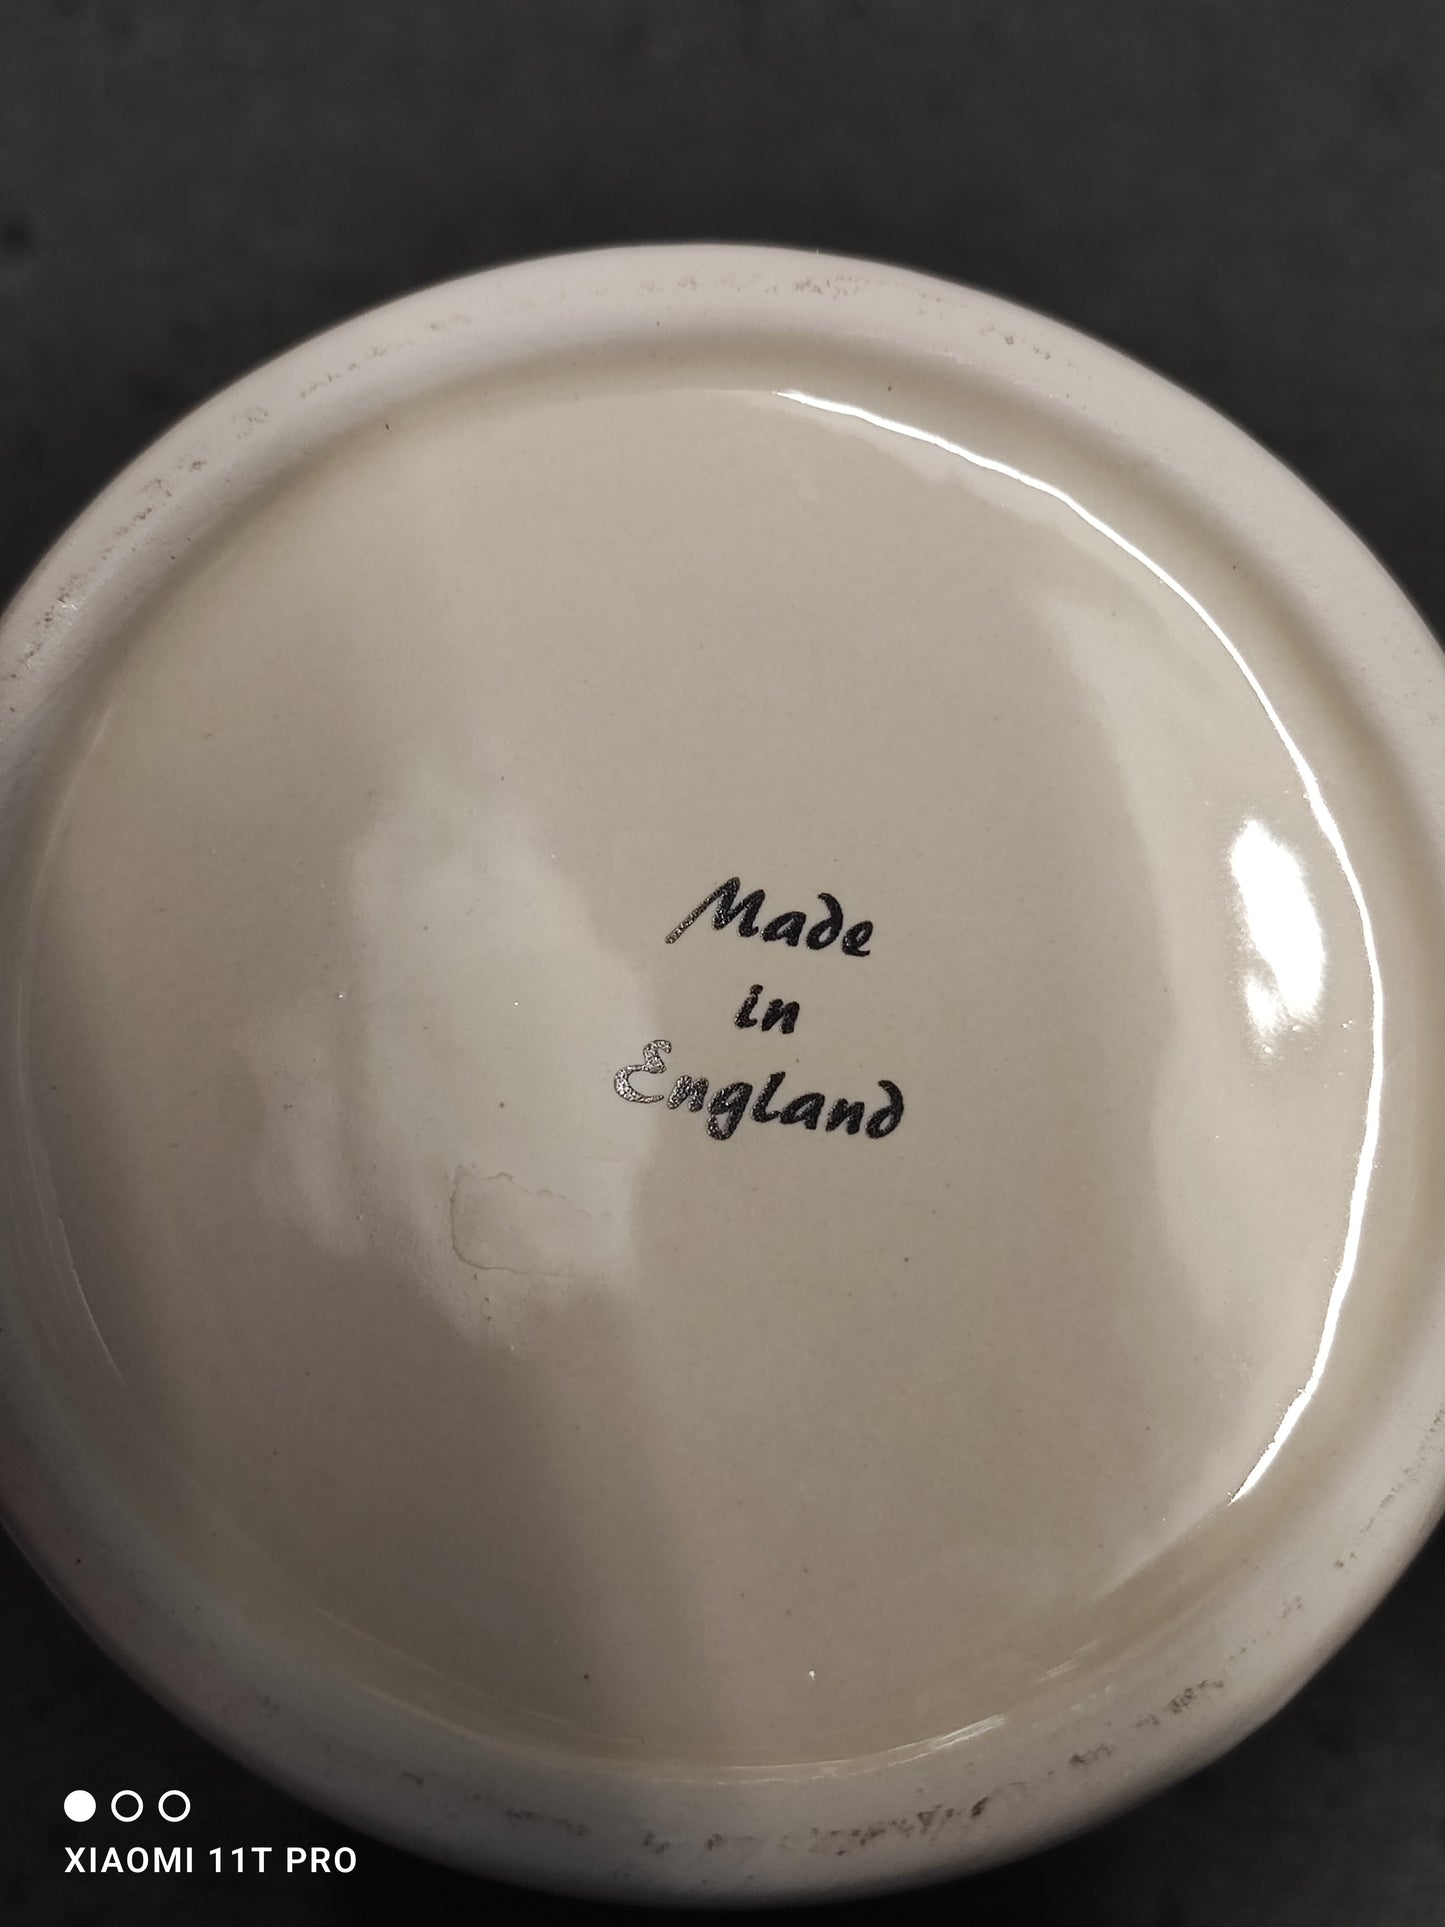 Made
in
England
XIAOMI 11T PRO